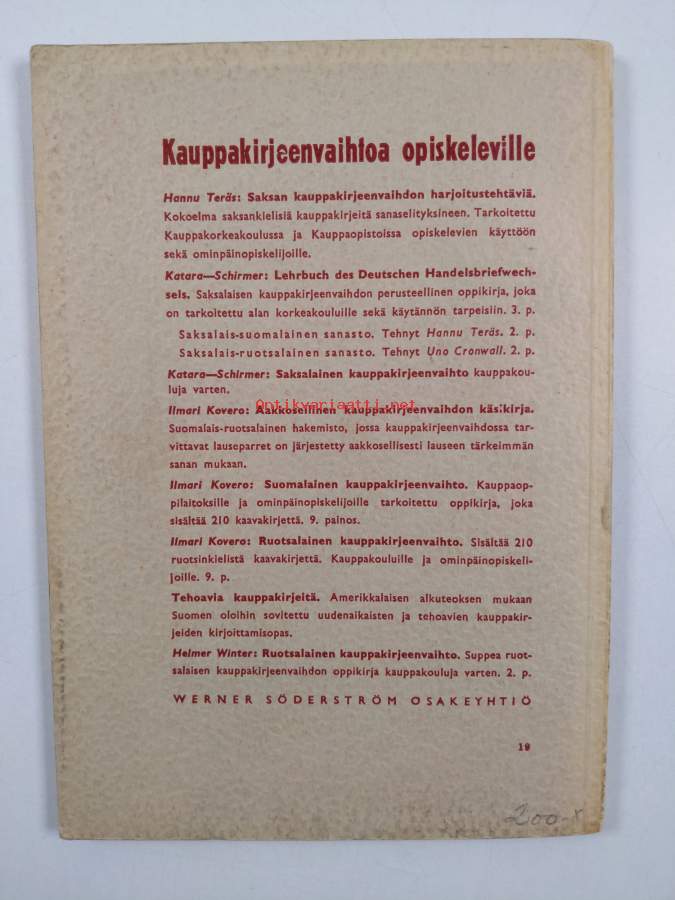 Kauppakirjeenvaihtoa opiskeleville
Hannu Teräs: Saksan kauppakirjeenvaihdon harjoitustehtäviä.
Kokoelma saksankielisiä kauppakirjeitä sanaselityksineen. Tarkoitettu
Kauppakorkeakoulussa ja Kauppaopistoissa opiskelevien käyttöön
sekä ominpäinopiskelijoille.
Katara—Schirmer: Lehrbuch des Deutschen Handelsbriefwech-
sels. Saksalaisen kauppakirjeenvaihdon perusteellinen oppikirja, joka
on tarkoitettu alan korkeakouluille sekä käytännön tarpeisiin. 3. p.
Saksalais-suomalainen sanasto. Tehnyt Hannu Teräs. 2. p.
Saksalais-ruotsalainen sanasto. Tehnyt Uno Cronwall. 2. p.
Katara—Schirmer: Saksalainen kauppakirjeenvaihto kauppakou-
luja varten.
Antikvariaatti.net
Ilmari Kovero: Aakkosellinen kauppakirjeenvaihdon käsikirja.
Suomalais-ruotsalainen hakemisto, jossa kauppakirjeenvaihdossa tar-
vittavat lauseparret on järjestetty aakkosellisesti lauseen tärkeimmän
sanan mukaan.
Ilmari Kovero: Suomalainen kauppakirjeenvaihto. Kauppaop-
pilaitoksille ja ominpäinopiskelijoille tarkoitettu oppikirja, joka
sisältää 210 kaavakirjettä. 9. painos.
Ilmari Kovero: Ruotsalainen kauppakirjeenvaihto. Sisältää 210
ruotsinkielistä kaavakirjettä. Kauppakouluille ja ominpäinopiskeli-
joille. 9. p.
Tehoavia kauppakirjeitä. Amerikkalaisen alkuteoksen mukaan
Suomen oloihin sovitettu uudenaikaisten ja tehoavien kauppakir-
jeiden kirjoittamisopas.
Helmer Winter: Ruotsalainen kauppakirjeenvaihto. Suppea ruot-
salaisen kauppakirjeenvaihdon oppikirja kauppakouluja varten. 2. p.
WERNER SÖDERSTRÖM OSAKEYHTIÖ
19
200-